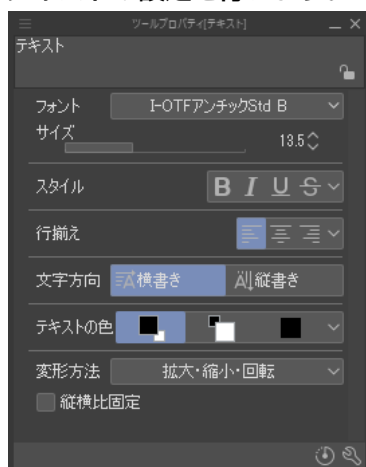 ツールプロパティ[テキスト]
テキスト
フォント I-OTFアンチックStd B
サイズ 13.5
スタイル B I U S
行揃え
文字方向 横書き 縦書き
テキストの色
変形方法 拡大・縮小・回転
縦横比固定